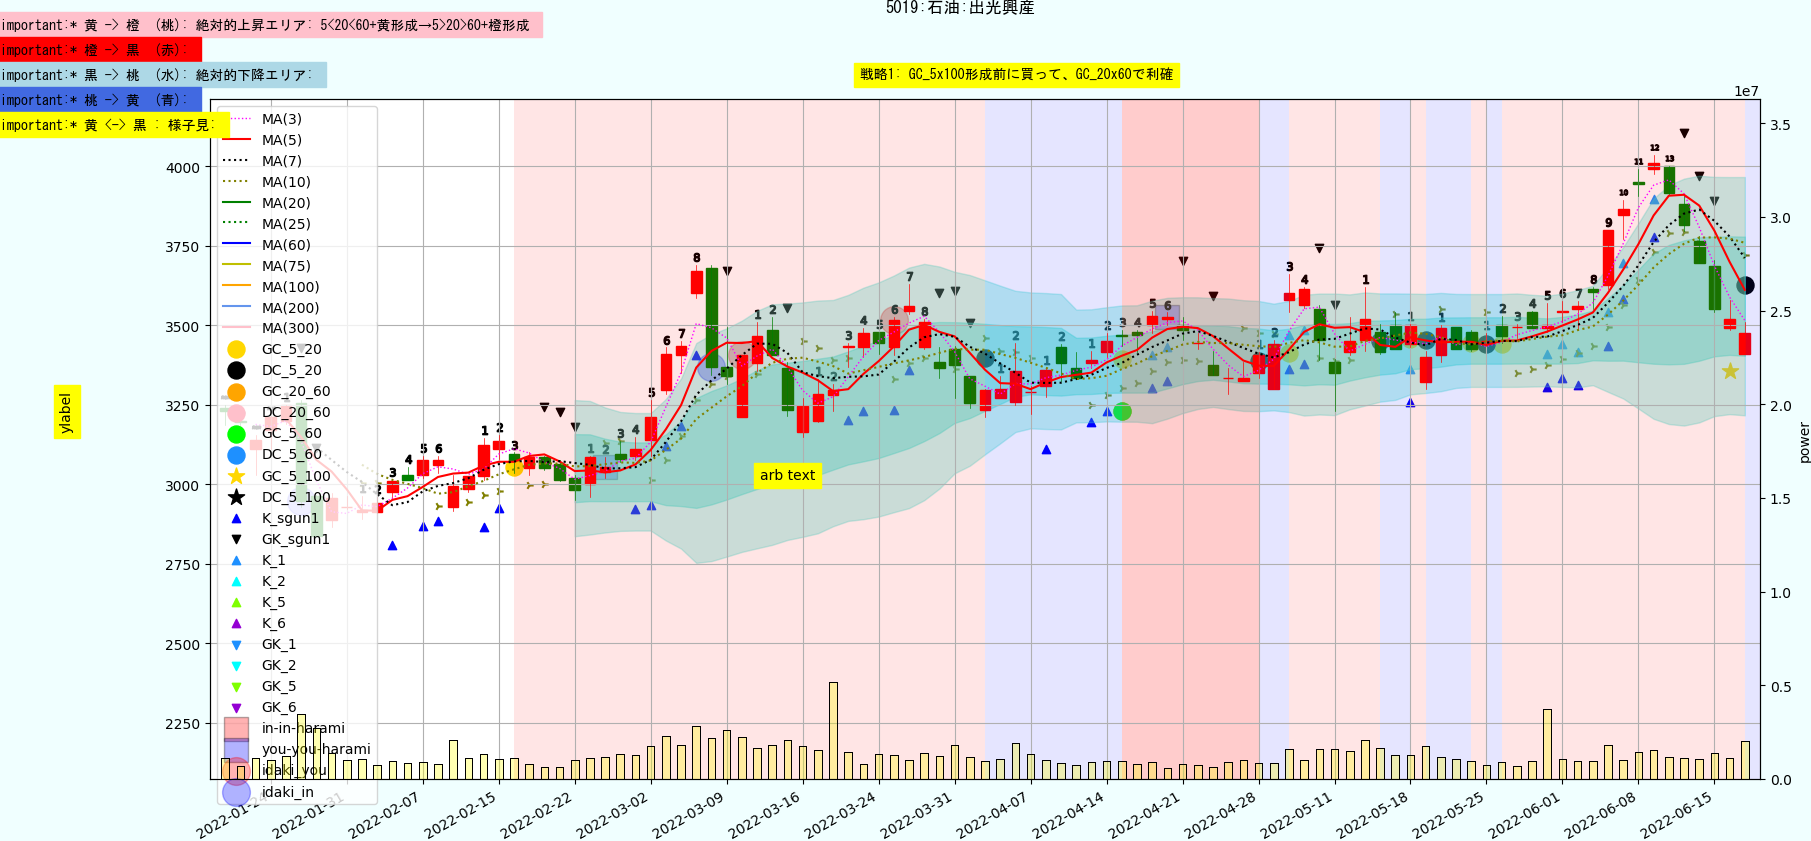 5019:石油:出光興産
important:* 黄 -> 橙 (桃): 絶対的上昇エリア: 5<20<60+黄形成→5>20>60+橙形成
important:* 橙 -> 黒 (赤):
important:* 黒 -> 桃 (水): 絶対的下降エリア:
important:* 桃 -> 黄 (青):
important:* 黄 <-> 黒 : 様子見:
戦略1: GC_5x100形成前に買って、GC_20x60で利確
1e7
MA(3)
MA(5)
MA(7)
MA(10)
MA(20)
MA(25)
MA(60)
MA(75)
MA(100)
MA(200)
MA(300)
GC_5_20
DC_5_20
GC_20_60
DC_20_60
GC_5_60
DC_5_60
GC_5_100
DC_5_100
K_sgun1
GK_sgun1
K_1
K_2
K_5
K_6
GK_1
GK_2
GK_5
GK_6
in-in-harami
you-you-harami
idaki_you
idaki_in
4000
3750
3500
3250
3000
2750
2500
2250
ylabel
arb text
3.5
3.0
2.5
2.0
1.5
1.0
0.5
0.0
power
2022-01-24
2022-01-31
2022-02-07
2022-02-15
2022-02-22
2022-03-02
2022-03-09
2022-03-16
2022-03-24
2022-03-31
2022-04-07
2022-04-14
2022-04-21
2022-04-28
2022-05-11
2022-05-18
2022-05-25
2022-06-01
2022-06-08
2022-06-15